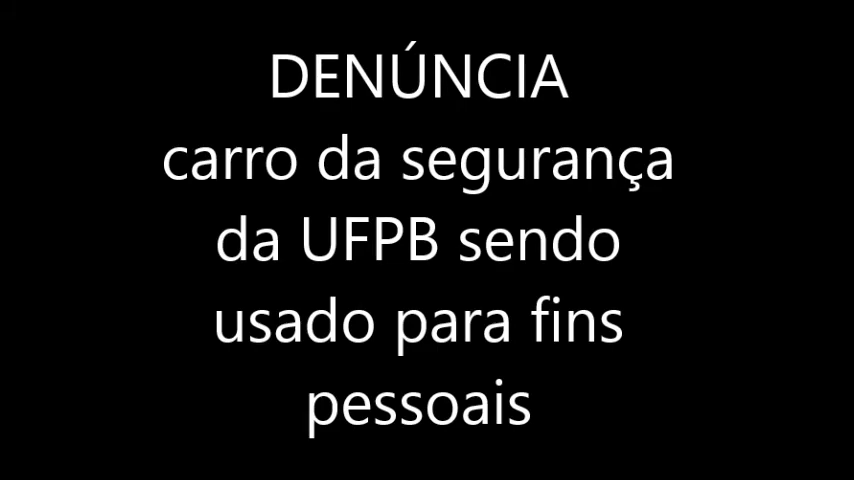 DENÚNCIA
carro da segurança
da UFPB sendo
usado para fins
pessoais